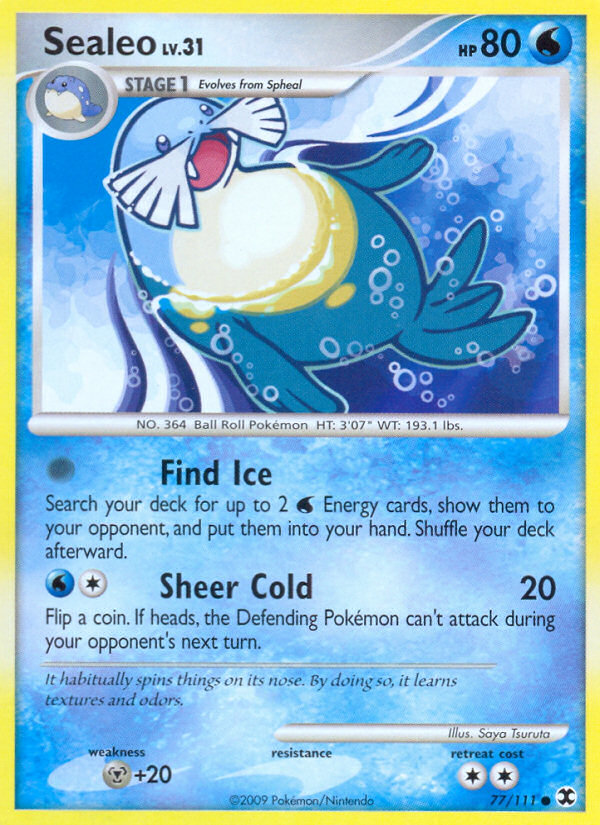 Sealeo LV.31
HP 80
STAGE 1 Evolves from Spheal
NO. 364 Ball Roll Pokémon HT: 3'07" WT: 193.1 lbs.
Find Ice
Search your deck for up to 2 Energy cards, show them to
your opponent, and put them into your hand. Shuffle your deck
afterward.
Sheer Cold 20
Flip a coin. If heads, the Defending Pokémon can't attack during
your opponent's next turn.
It habitually spins things on its nose. By doing so, it learns
textures and odors.
Illus. Saya Tsuruta
weakness resistance retreat cost
+20
©2009 Pokémon/Nintendo
77/111